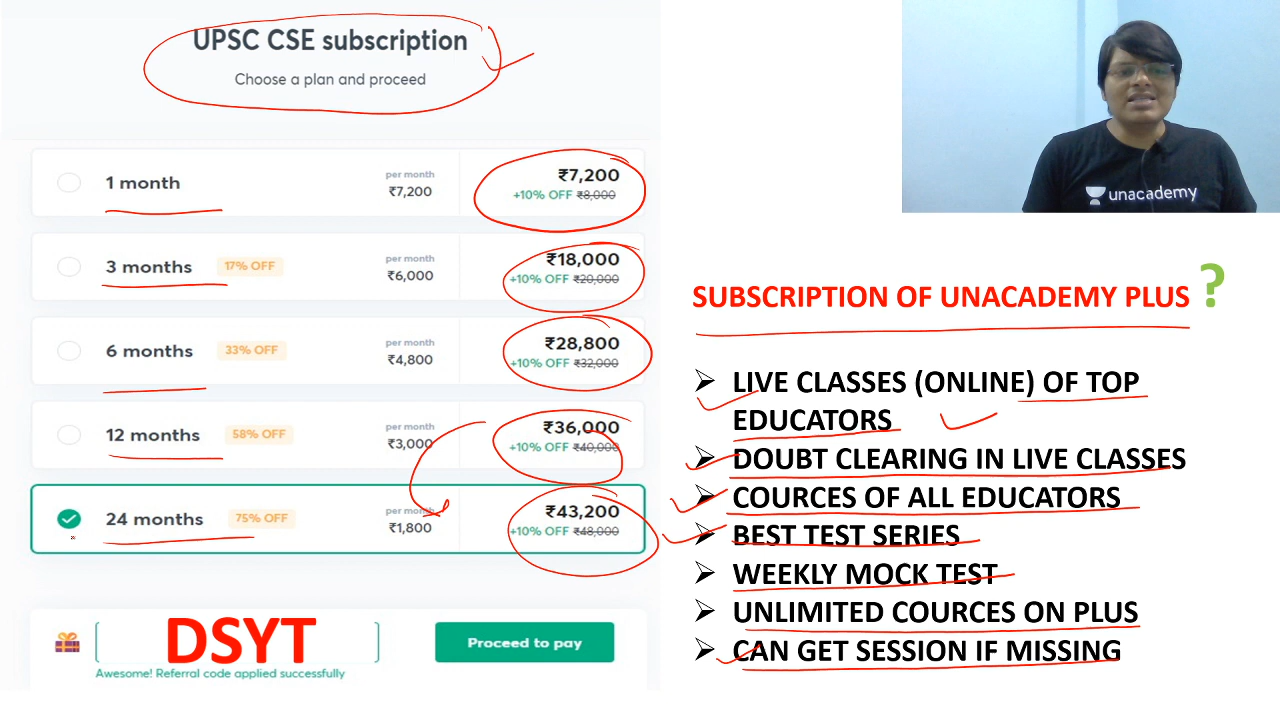 UPSC CSE subscription
Choose a plan and proceed
1 month
per month
₹7,200
₹7,200
+10% OFF ₹8,000
3 months 17% OFF
per month
₹6,000
₹18,000
+10% OFF ₹20,000
6 months 33% OFF
per month
₹4,800
₹28,800
+10% OFF ₹32,000
12 months 58% OFF
per month
₹3,000
₹36,000
+10% OFF ₹40,000
24 months 75% OFF
per month
₹1,800
₹43,200
+10% OFF ₹48,000
DSYT
Proceed to pay
Awesome! Referral code applied successfully
unacademy
SUBSCRIPTION OF UNACADEMY PLUS ?
LIVE CLASSES (ONLINE) OF TOP
EDUCATORS
DOUBT CLEARING IN LIVE CLASSES
COURCES OF ALL EDUCATORS
BEST TEST SERIES
WEEKLY MOCK TEST
UNLIMITED COURCES ON PLUS
CAN GET SESSION IF MISSING